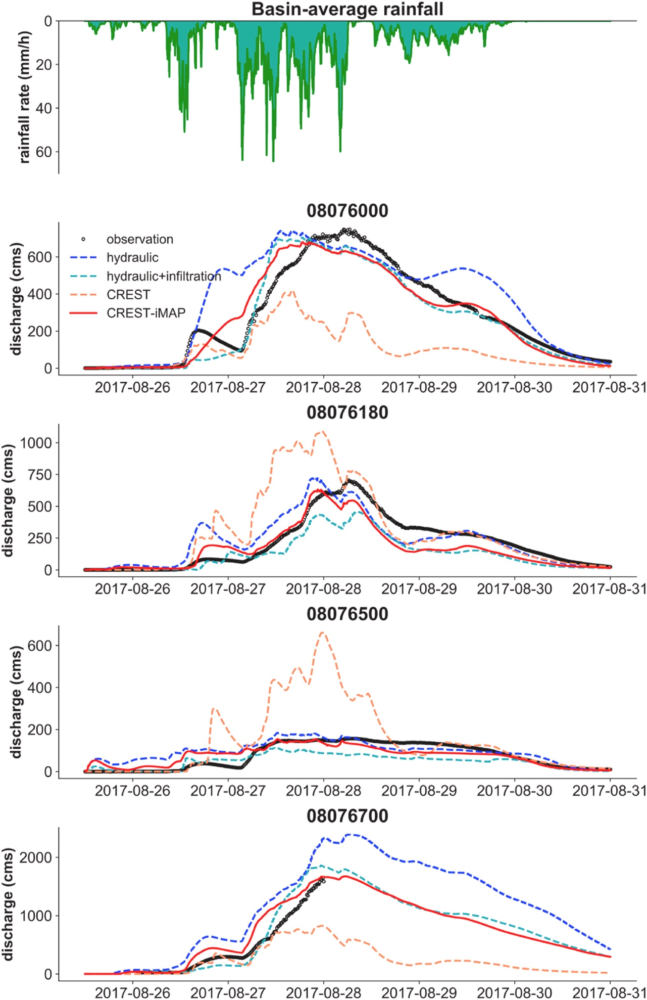 Basin-average rainfall
rainfall rate (mm/h)
0
20
40
60
08076000
discharge (cms)
600
400
200
0
observation
hydraulic
hydraulic+infiltration
CREST
CREST-iMAP
2017-08-26 2017-08-27 2017-08-28 2017-08-29 2017-08-30 2017-08-31
08076180
discharge (cms)
1000
750
500
250
0
2017-08-26 2017-08-27 2017-08-28 2017-08-29 2017-08-30 2017-08-31
08076500
discharge (cms)
600
400
200
0
2017-08-26 2017-08-27 2017-08-28 2017-08-29 2017-08-30 2017-08-31
08076700
discharge (cms)
2000
1000
0
2017-08-26 2017-08-27 2017-08-28 2017-08-29 2017-08-30 2017-08-31